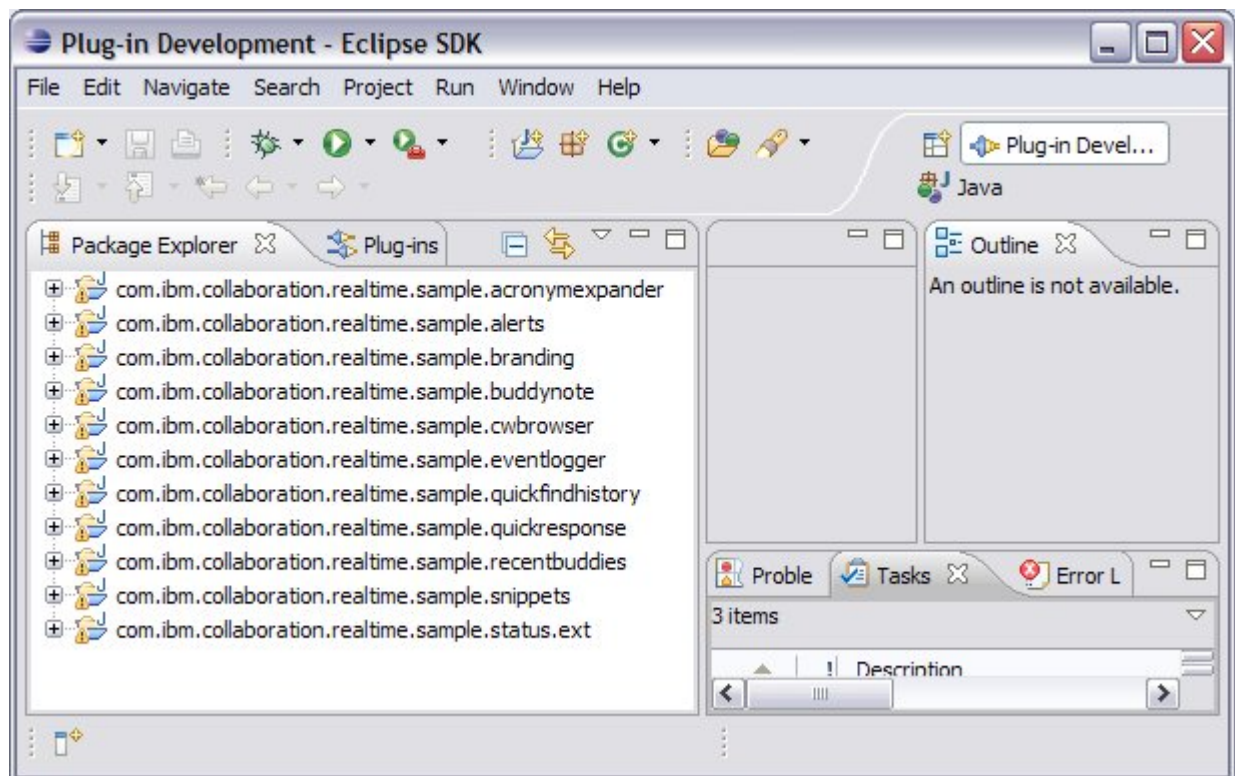 Plug-in Development - Eclipse SDK
File Edit Navigate Search Project Run Window Help
Plug-in Devel...
Java
Package Explorer Plug-ins
Outline
An outline is not available.
com.ibm.collaboration.realtime.sample.acronymexpander
com.ibm.collaboration.realtime.sample.alerts
com.ibm.collaboration.realtime.sample.branding
com.ibm.collaboration.realtime.sample.buddynote
com.ibm.collaboration.realtime.sample.cwbrowser
com.ibm.collaboration.realtime.sample.eventlogger
com.ibm.collaboration.realtime.sample.quickfindhistory
com.ibm.collaboration.realtime.sample.quickresponse
com.ibm.collaboration.realtime.sample.recentbuddies
com.ibm.collaboration.realtime.sample.snippets
com.ibm.collaboration.realtime.sample.status.ext
Proble Tasks Error L
3 items
! Description